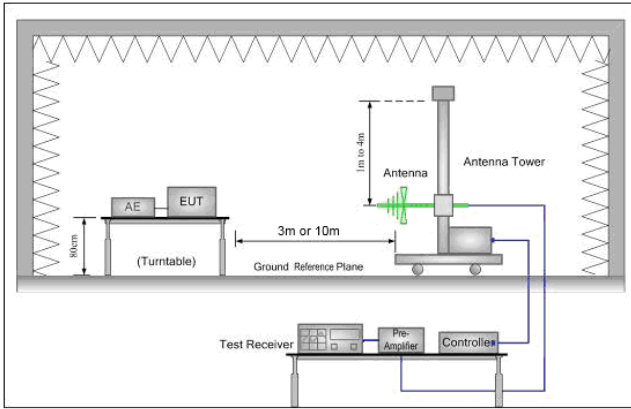 1m to 4m
Antenna
Antenna Tower
AE
EUT
80cm
(Turntable)
3m or 10m
Ground Reference Plane
Test Receiver
Pre-
Amplifier
Controlle